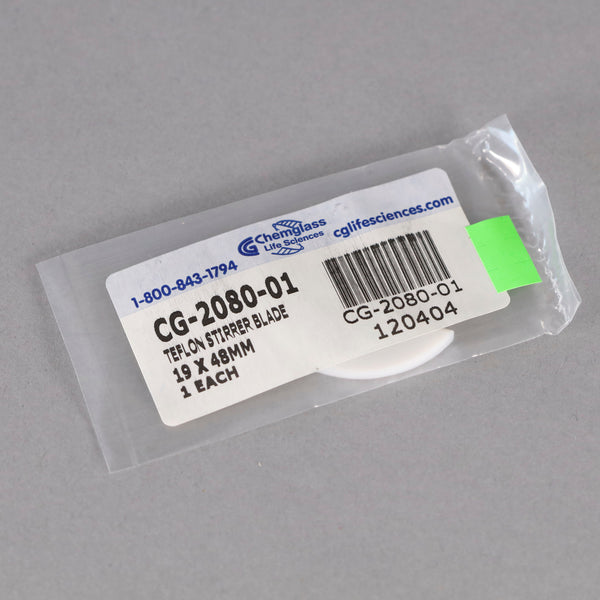 1-800-843-1794
CG Chemglass
Life Sciences
cglifesciences.com
CG-2080-01
TEFLON STIRRER BLADE
19 X 48MM
1 EACH
CG-2080-01
120404